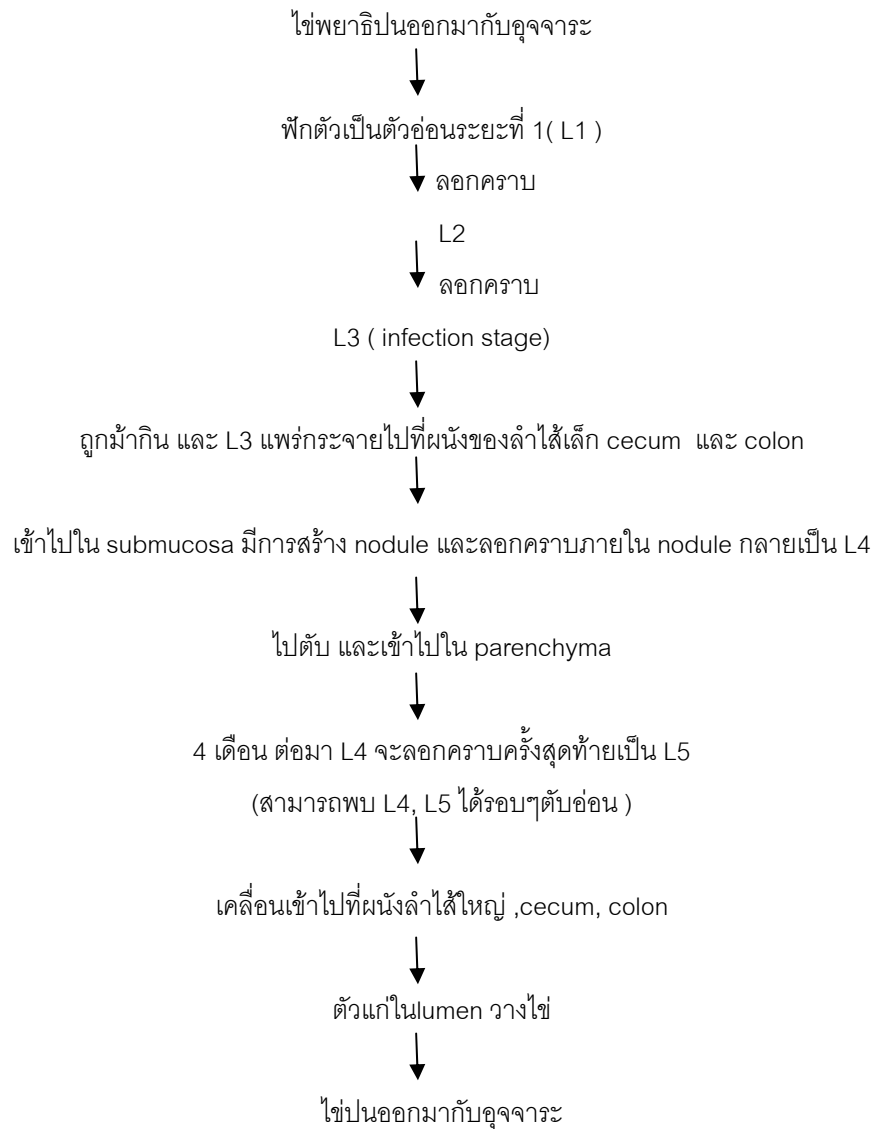 ไข่พยาธิปนออกมากับอุจจาระ
ฟักตัวเป็นตัวอ่อนระยะที่ 1( L1 )
ลอกคราบ
L2
ลอกคราบ
L3 ( infection stage)
ถูกม้ากิน และ L3 แพร่กระจายไปที่ผนังของลำไส้เล็ก cecum และ colon
เข้าไปใน submucosa มีการสร้าง nodule และลอกคราบภายใน nodule กลายเป็น L4
ไปตับ และเข้าไปใน parenchyma
4 เดือน ต่อมา L4 จะลอกคราบครั้งสุดท้ายเป็น L5
(สามารถพบ L4, L5 ได้รอบๆตับอ่อน )
เคลื่อนเข้าไปที่ผนังลำไส้ใหญ่ ,cecum, colon
ตัวแก่ในlumen วางไข่
ไข่ปนออกมากับอุจจาระ